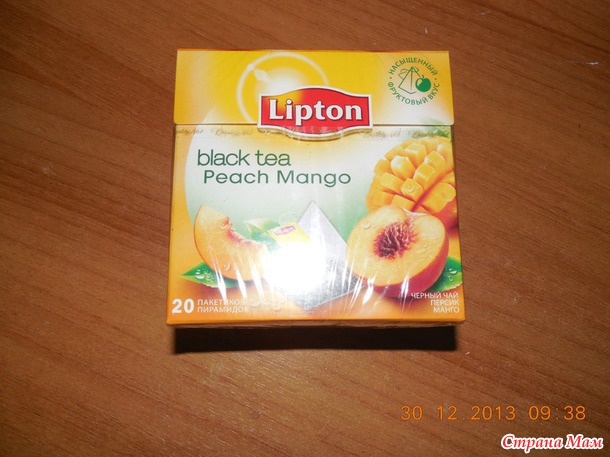 НАСЫЩЕННЫЙ
ФРУКТОВЫЙ ВКУС
Lipton
black tea
Peach Mango
20 ПАКЕТИКОВ
ПИРАМИДОК
ЧЕРНЫЙ ЧАЙ
ПЕРСИК
МАНГО
30 12 2013 09:38
Страна Мам